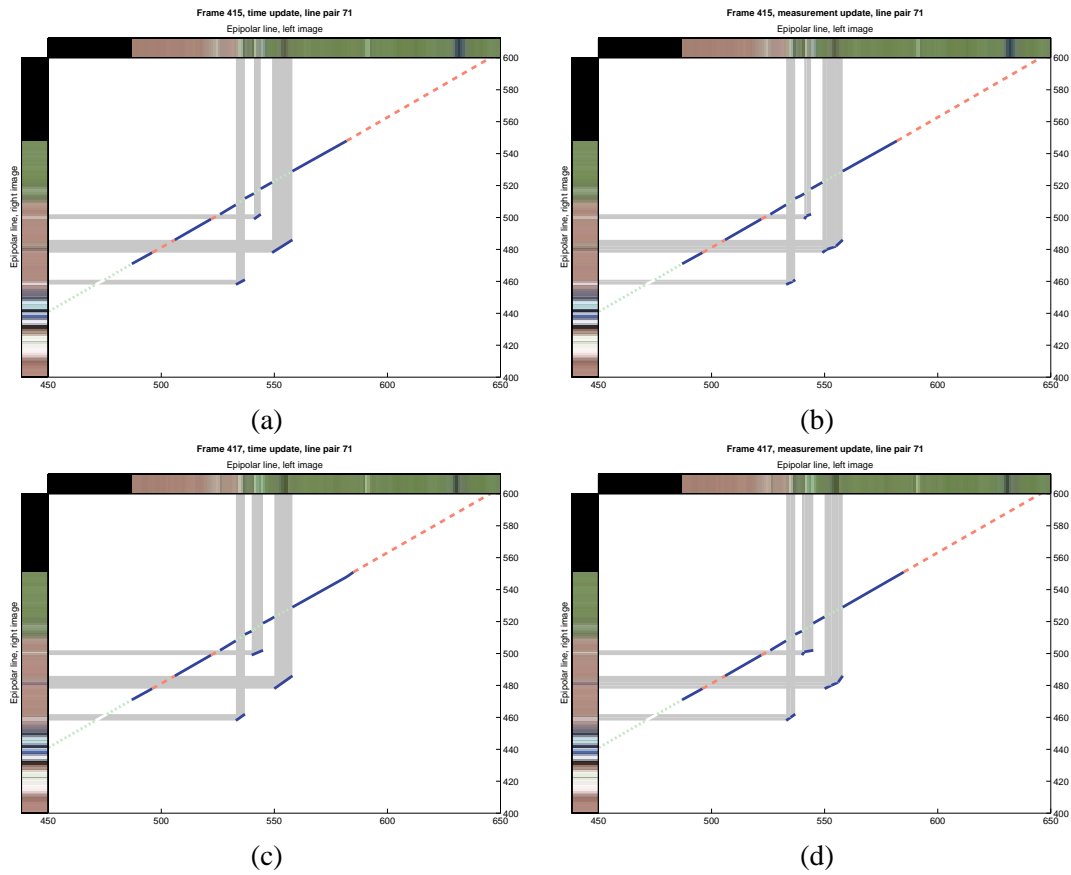 Frame 415, time update, line pair 71
Epipolar line, left image
Epipolar line, right image
600
580
560
540
520
500
480
460
440
420
400
450 500 550 600 650
(a)
Frame 415, measurement update, line pair 71
Epipolar line, left image
Epipolar line, right image
600
580
560
540
520
500
480
460
440
420
400
450 500 550 600 650
(b)
Frame 417, time update, line pair 71
Epipolar line, left image
Epipolar line, right image
600
580
560
540
520
500
480
460
440
420
400
450 500 550 600 650
(c)
Frame 417, measurement update, line pair 71
Epipolar line, left image
Epipolar line, right image
600
580
560
540
520
500
480
460
440
420
400
450 500 550 600 650
(d)